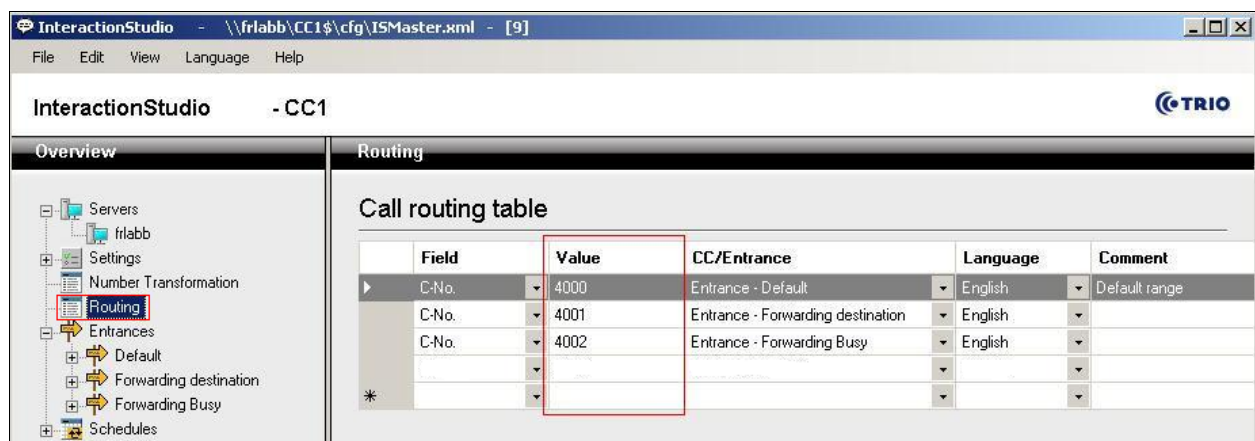 InteractionStudio - \\frlabb\CC1$\cfg\ISMaster.xml - [9]
File Edit View Language Help
InteractionStudio - CC1
TRIO
Overview
Routing
Servers
frlabb
Settings
Number Transformation
Routing
Entrances
Default
Forwarding destination
Forwarding Busy
Schedules
Call routing table
Field Value CC/Entrance Language Comment
C-No. 4000 Entrance - Default English Default range
C-No. 4001 Entrance - Forwarding destination English
C-No. 4002 Entrance - Forwarding Busy English
*